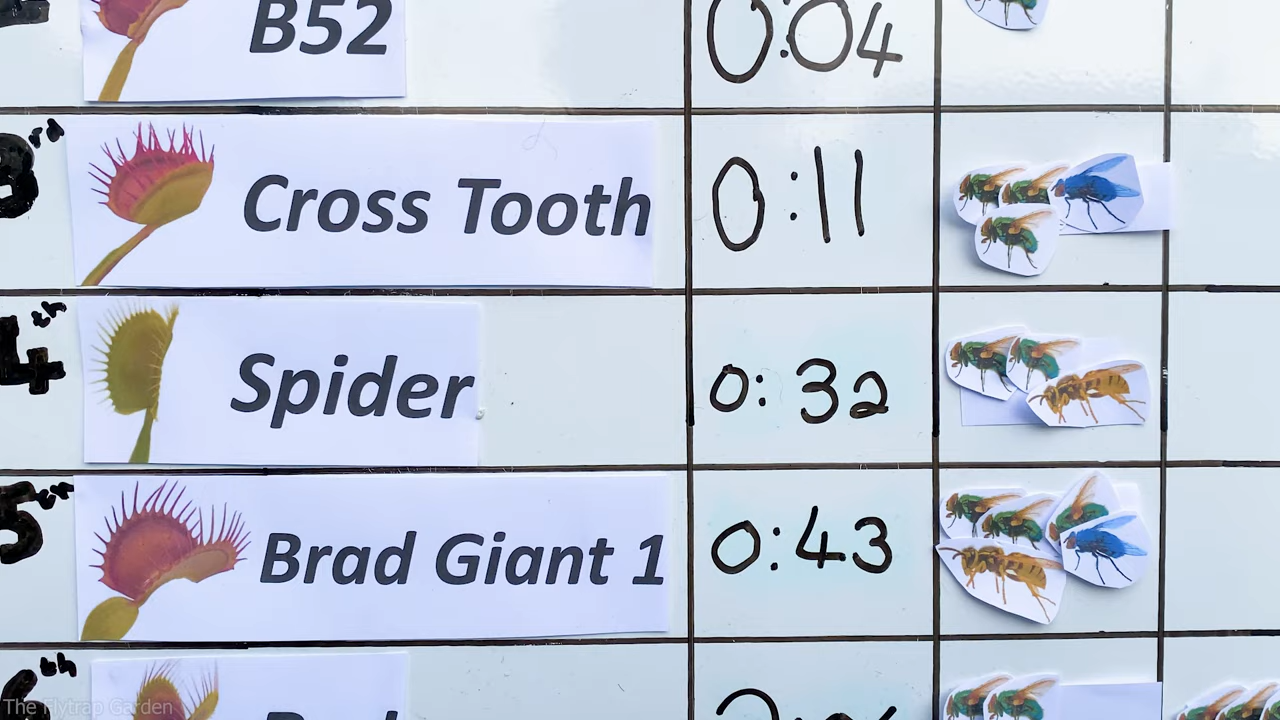 B52 0:04
3rd Cross Tooth 0:11
4th Spider 0:32
5th Brad Giant 1 0:43
6th
The Flytrap Garden